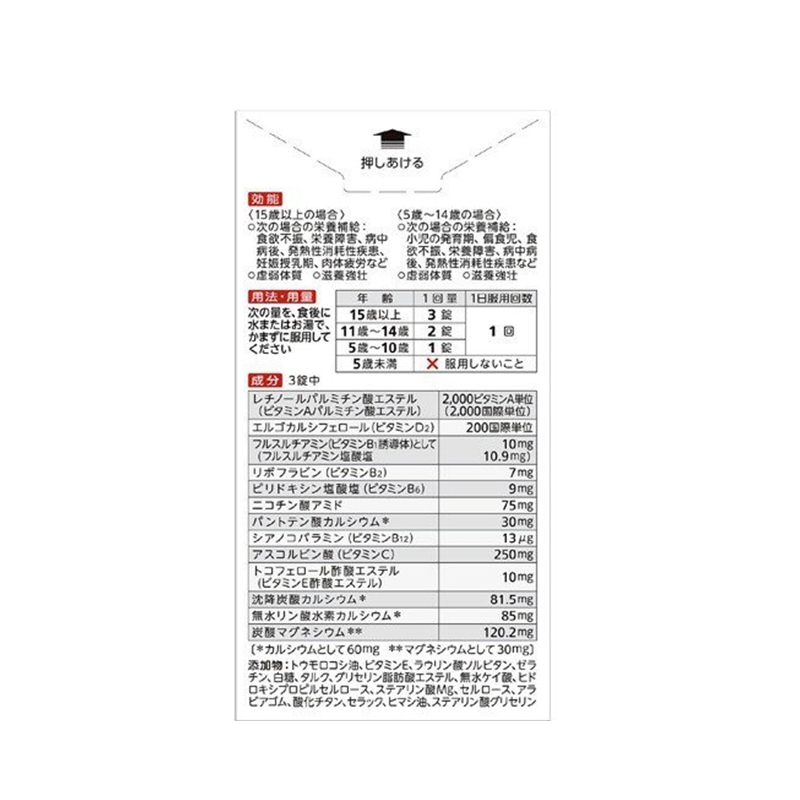 押しあける
効能
〈15歳以上の場合〉
○次の場合の栄養補給：
食欲不振、栄養障害、病中
病後、発熱性消耗性疾患、
妊娠授乳期、肉体疲労など
○虚弱体質 ○滋養強壮
〈5歳～14歳の場合〉
○次の場合の栄養補給：
小児の発育期、偏食児、食
欲不振、栄養障害、病中病
後、発熱性消耗性疾患など
○虚弱体質 ○滋養強壮
用法・用量
次の量を、食後に
水またはお湯で、
かまずに服用して
ください
年齢 1回量 1日服用回数
15歳以上 3錠
11歳～14歳 2錠 1回
5歳～10歳 1錠
5歳未満 ✕ 服用しないこと
成分 3錠中
レチノールパルミチン酸エステル 2,000ビタミンA単位
（ビタミンAパルミチン酸エステル） （2,000国際単位）
エルゴカルシフェロール（ビタミンD2） 200国際単位
フルスルチアミン（ビタミンB1誘導体）として 10mg
（フルスルチアミン塩酸塩 10.9mg）
リボフラビン（ビタミンB2） 7mg
ピリドキシン塩酸塩（ビタミンB6） 9mg
ニコチン酸アミド 75mg
パントテン酸カルシウム＊ 30mg
シアノコバラミン（ビタミンB12） 13μg
アスコルビン酸（ビタミンC） 250mg
トコフェロール酢酸エステル 10mg
（ビタミンE酢酸エステル）
沈降炭酸カルシウム＊ 81.5mg
無水リン酸水素カルシウム＊ 85mg
炭酸マグネシウム＊＊ 120.2mg
〔＊カルシウムとして60mg ＊＊マグネシウムとして30mg〕
添加物：トウモロコシ油、ビタミンE、ラウリン酸ソルビタン、ゼラ
チン、白糖、タルク、グリセリン脂肪酸エステル、無水ケイ酸、ヒド
ロキシプロピルセルロース、ステアリン酸Mg、セルロース、アラ
ビアゴム、酸化チタン、セラック、ヒマシ油、ステアリン酸グリセリン